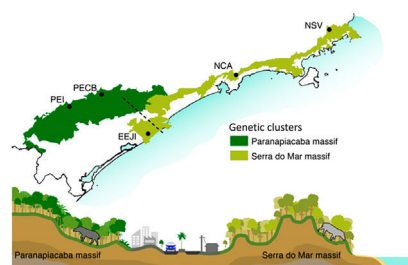 NSV
NCA
PECB
PEI
EEJI
Genetic clusters
Paranapiacaba massif
Serra do Mar massif
Paranapiacaba massif
Serra do Mar massif